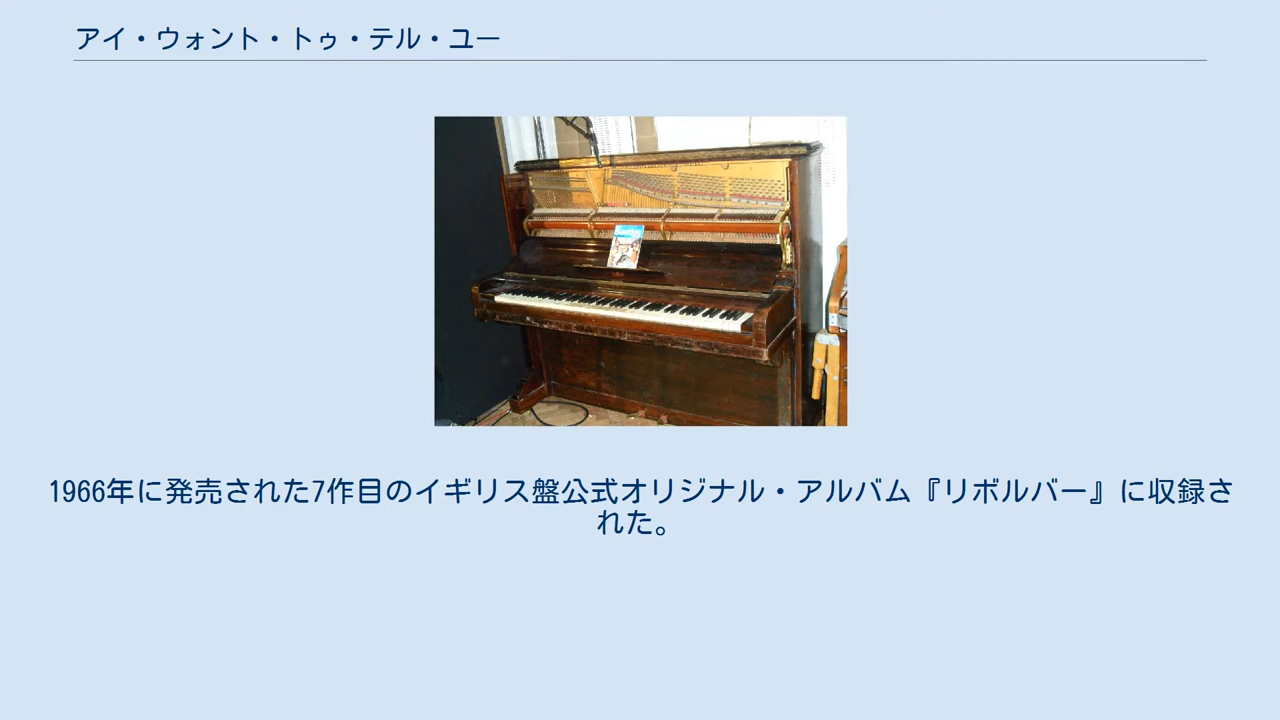 アイ・ウォント・トゥ・テル・ユー
1966年に発売された7作目のイギリス盤公式オリジナル・アルバム『リボルバー』に収録さ
れた。